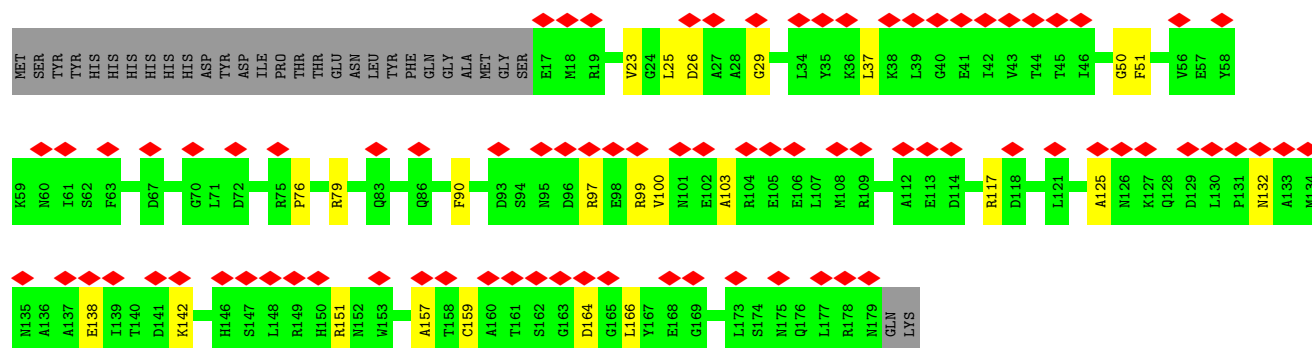 MET SER TYR TYR HIS HIS HIS HIS HIS HIS ASP TYR ASP ILE PRO THR THR GLU ASN LEU TYR PHE GLN GLY ALA MET GLY SER E17 M18 R19 V23 G24 L25 D26 A27 A28 G29 L34 Y35 K36 L37 K38 L39 G40 E41 I42 V43 T44 T45 I46 G50 F51 V56 E57 Y58
K59 N60 I61 S62 F63 D67 G70 L71 D72 R75 P76 R79 Q83 Q86 F90 D93 S94 N95 D96 R97 E98 R99 V100 N101 E102 A103 R104 E105 E106 L107 M108 R109 A112 E113 D114 R117 D118 L121 A125 N126 K127 Q128 D129 L130 P131 N132 A133 M134
N135 A136 A137 E138 I139 T140 D141 K142 H146 S147 L148 R149 H150 R151 N152 W153 A157 T158 C159 A160 T161 S162 G163 D164 G165 L166 Y167 E168 G169 L173 S174 N175 Q176 L177 R178 N179 GLN LYS